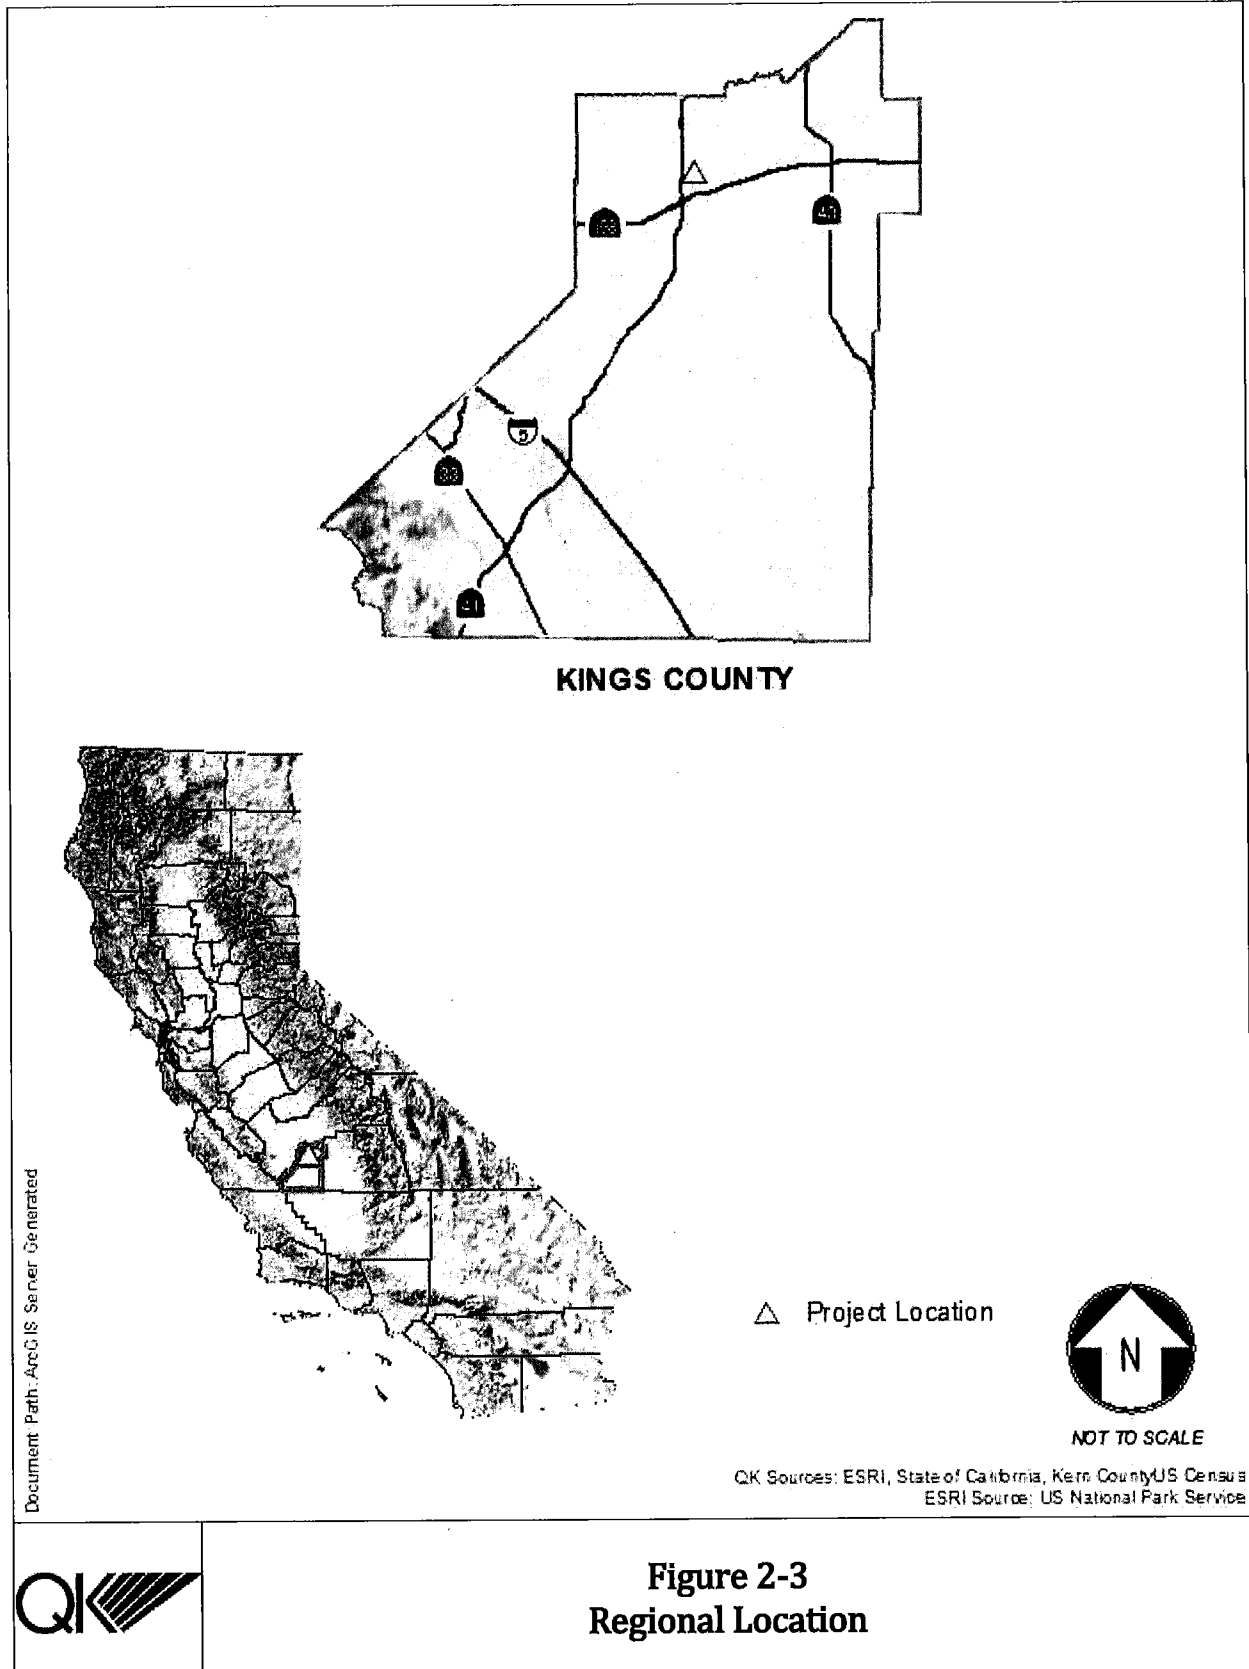 5
KINGS COUNTY
Document Path: ArcGIS Server Generated
Project Location
N
NOT TO SCALE
QK Sources: ESRI, State of California, Kern CountyUS Census
ESRI Source: US National Park Service
QK
Figure 2-3
Regional Location